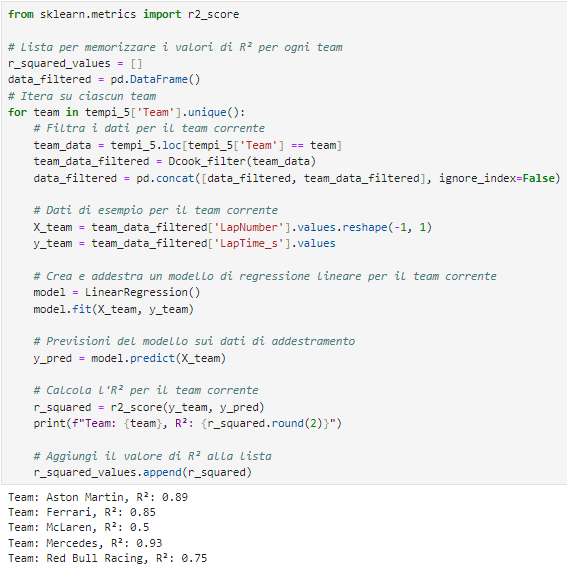 from sklearn.metrics import r2_score

# Lista per memorizzare i valori di R² per ogni team
r_squared_values = []
data_filtered = pd.DataFrame()
# Itera su ciascun team
for team in tempi_5['Team'].unique():
    # Filtra i dati per il team corrente
    team_data = tempi_5.loc[tempi_5['Team'] == team]
    team_data_filtered = Dcook_filter(team_data)
    data_filtered = pd.concat([data_filtered, team_data_filtered], ignore_index=False)

    # Dati di esempio per il team corrente
    X_team = team_data_filtered['LapNumber'].values.reshape(-1, 1)
    y_team = team_data_filtered['LapTime_s'].values

    # Crea e addestra un modello di regressione lineare per il team corrente
    model = LinearRegression()
    model.fit(X_team, y_team)

    # Previsioni del modello sui dati di addestramento
    y_pred = model.predict(X_team)

    # Calcola l'R² per il team corrente
    r_squared = r2_score(y_team, y_pred)
    print(f"Team: {team}, R²: {r_squared.round(2)}")

    # Aggiungi il valore di R² alla lista
    r_squared_values.append(r_squared)
Team: Aston Martin, R²: 0.89
Team: Ferrari, R²: 0.85
Team: McLaren, R²: 0.5
Team: Mercedes, R²: 0.93
Team: Red Bull Racing, R²: 0.75